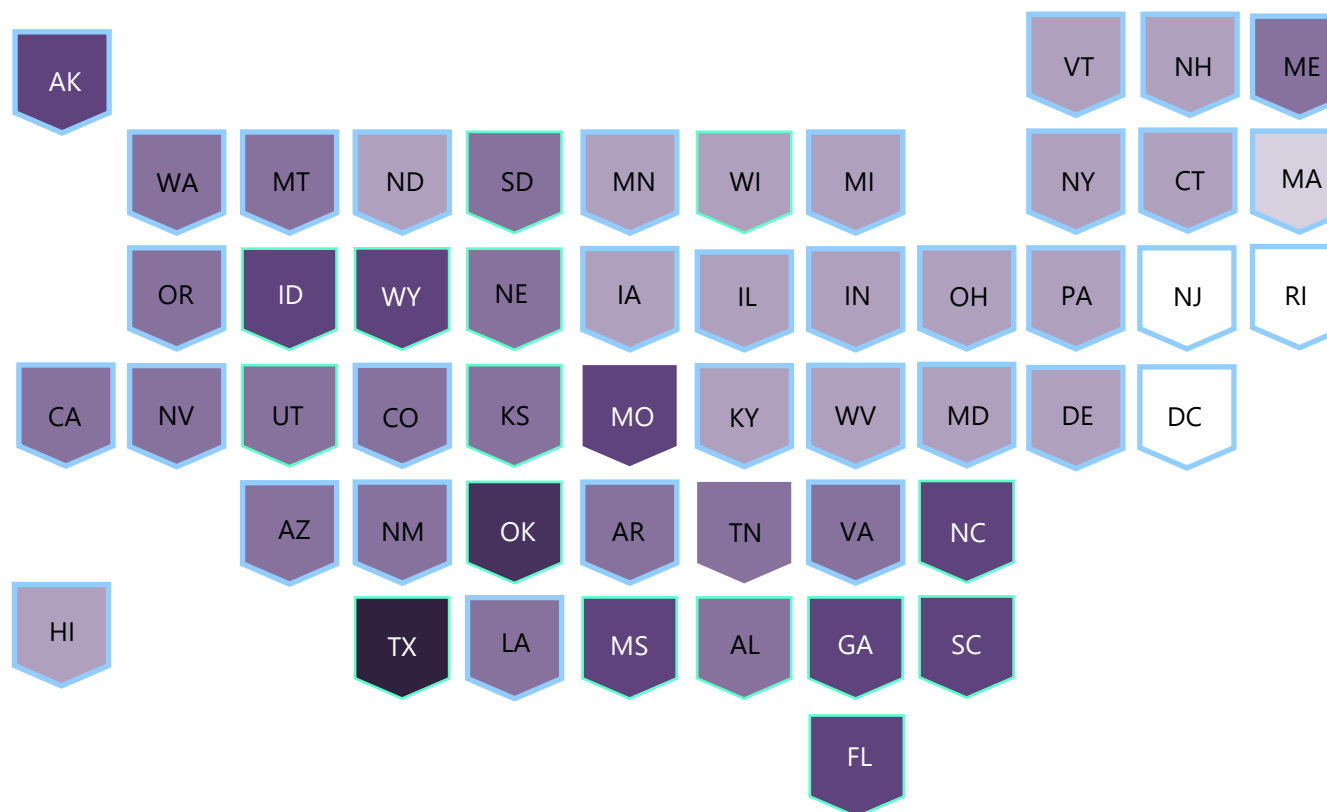 VT NH ME
AK
WA MT ND SD MN WI MI NY CT MA
OR ID WY NE IA IL IN OH PA NJ RI
CA NV UT CO KS MO KY WV MD DE DC
AZ NM OK AR TN VA NC
HI TX LA MS AL GA SC
FL